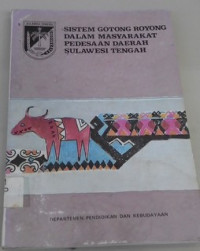 SISTEM GOTONG ROYONG
DALAM MASYARAKAT
PEDESAAN DAERAH
SULAWESI TENGAH
DEPARTEMEN PENDIDIKAN DAN KEBUDAYAAN